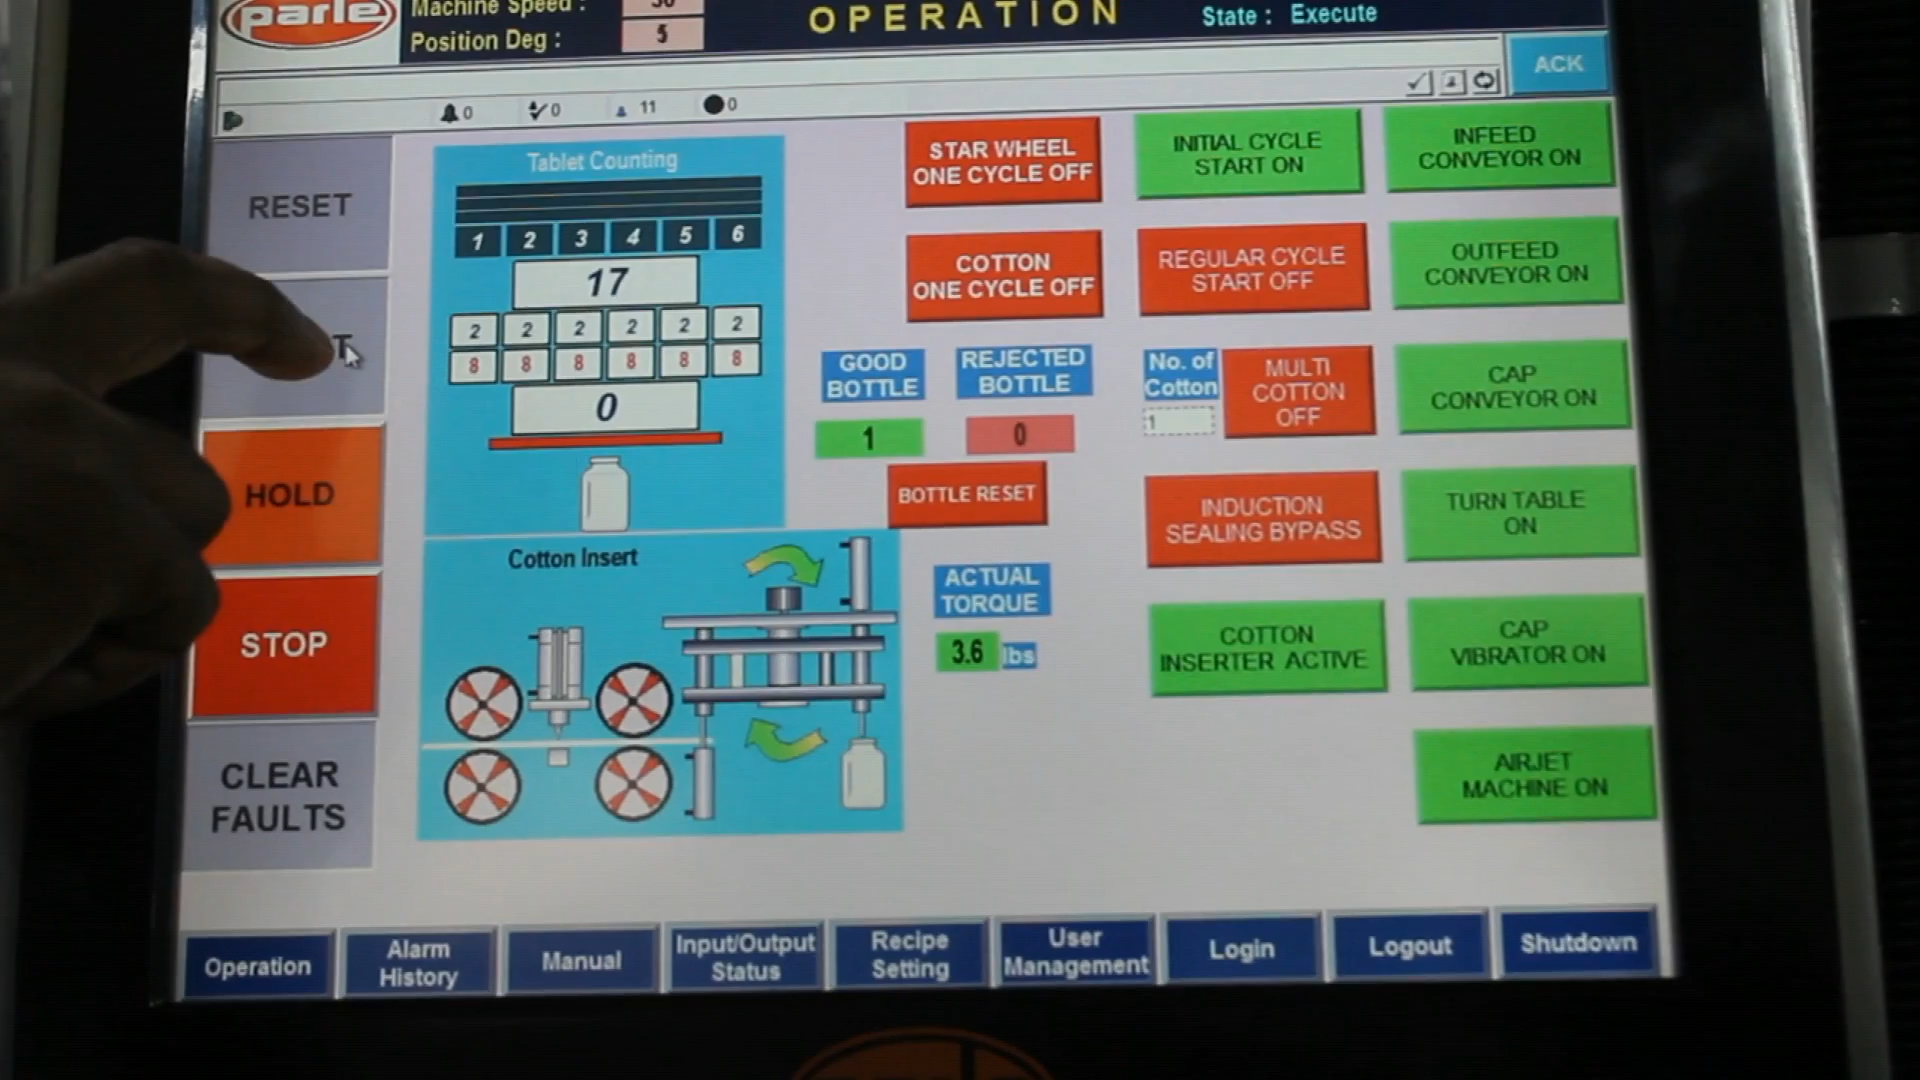 parle
Machine Speed :
Position Deg :
5
OPERATION
State : Execute
ACK
0
0
11
0
RESET
T
HOLD
STOP
CLEAR
FAULTS
Tablet Counting
1 2 3 4 5 6
17
2 2 2 2 2 2
8 8 8 8 8 8
0
Cotton Insert
STAR WHEEL
ONE CYCLE OFF
COTTON
ONE CYCLE OFF
GOOD
BOTTLE
1
REJECTED
BOTTLE
0
BOTTLE RESET
ACTUAL
TORQUE
3.6 lbs
INITIAL CYCLE
START ON
REGULAR CYCLE
START OFF
No. of
Cotton
1
MULTI
COTTON
OFF
INDUCTION
SEALING BYPASS
COTTON
INSERTER ACTIVE
INFEED
CONVEYOR ON
OUTFEED
CONVEYOR ON
CAP
CONVEYOR ON
TURN TABLE
ON
CAP
VIBRATOR ON
AIRJET
MACHINE ON
Operation
Alarm
History
Manual
Input/Output
Status
Recipe
Setting
User
Management
Login
Logout
Shutdown